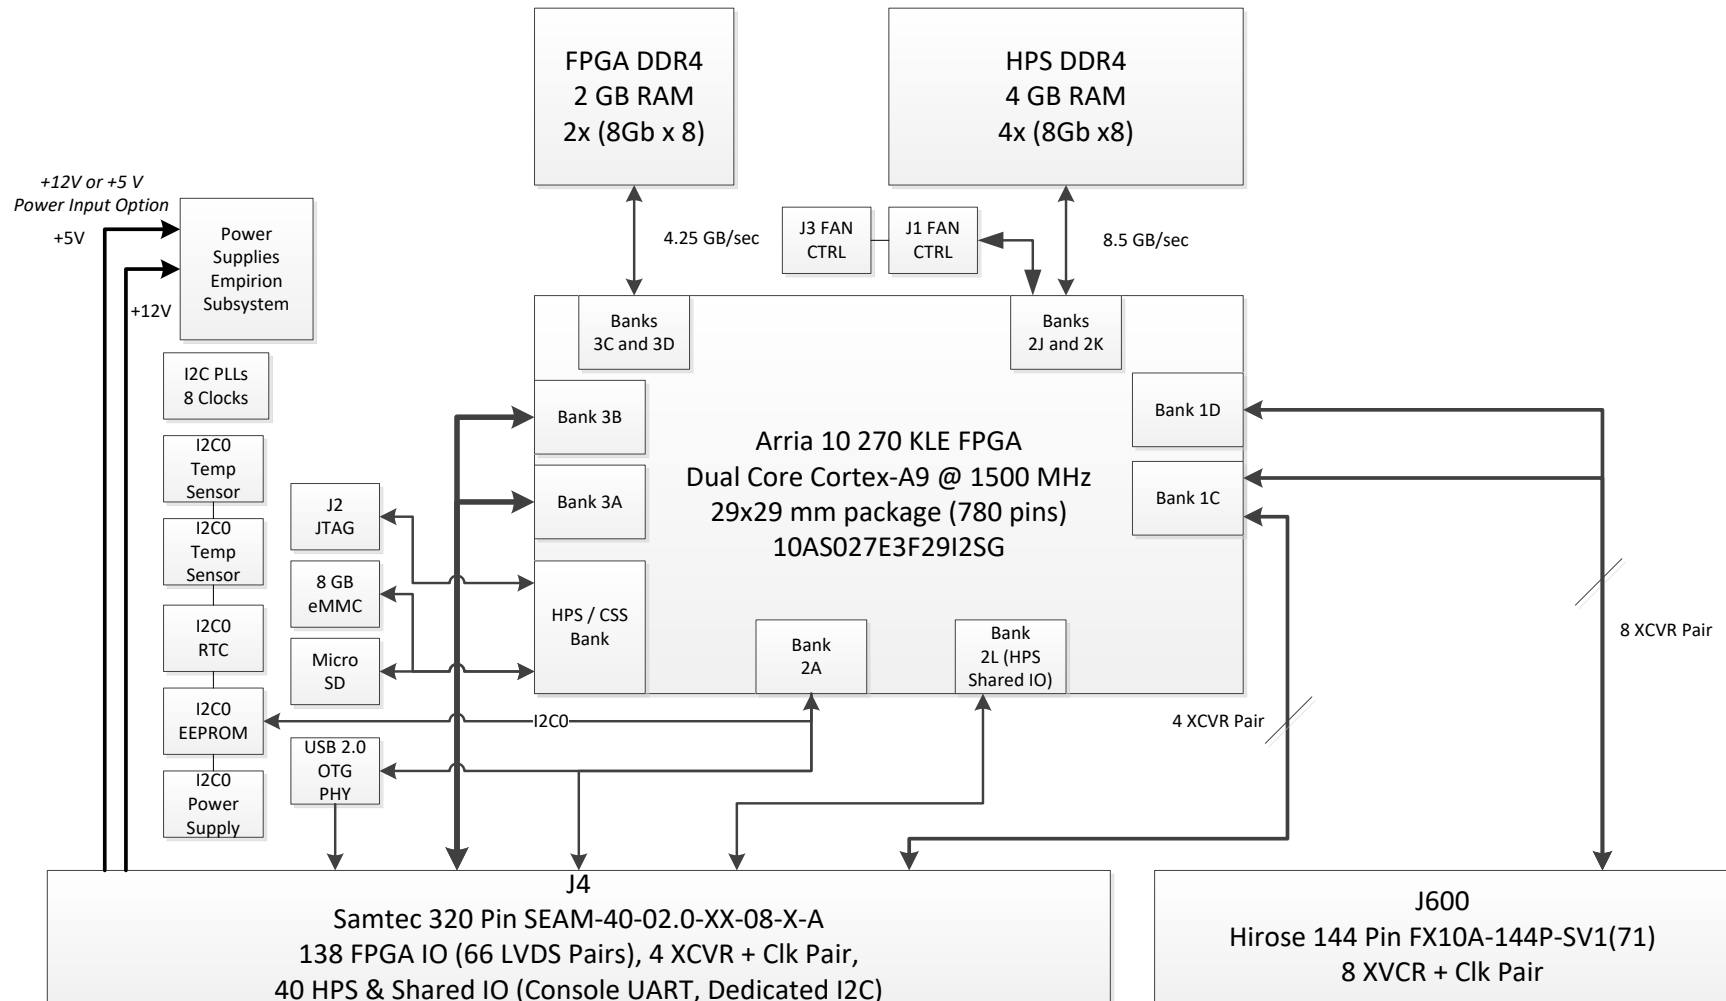 FPGA DDR4
2 GB RAM
2x (8Gb x 8)
HPS DDR4
4 GB RAM
4x (8Gb x8)
+12V or +5 V
Power Input Option
+5V
+12V
Power
Supplies
Empirion
Subsystem
4.25 GB/sec
J3 FAN
CTRL
J1 FAN
CTRL
8.5 GB/sec
Banks
3C and 3D
Banks
2J and 2K
I2C PLLs
8 Clocks
Bank 3B
Bank 1D
Arria 10 270 KLE FPGA
Dual Core Cortex-A9 @ 1500 MHz
29x29 mm package (780 pins)
10AS027E3F29I2SG
I2C0
Temp
Sensor
J2
JTAG
Bank 3A
Bank 1C
I2C0
Temp
Sensor
8 GB
eMMC
HPS / CSS
Bank
I2C0
RTC
Micro
SD
Bank
2A
Bank
2L (HPS
Shared IO)
8 XCVR Pair
I2C0
EEPROM
I2C0
4 XCVR Pair
USB 2.0
OTG
PHY
I2C0
Power
Supply
J4
Samtec 320 Pin SEAM-40-02.0-XX-08-X-A
138 FPGA IO (66 LVDS Pairs), 4 XCVR + Clk Pair,
40 HPS & Shared IO (Console UART, Dedicated I2C)
J600
Hirose 144 Pin FX10A-144P-SV1(71)
8 XVCR + Clk Pair